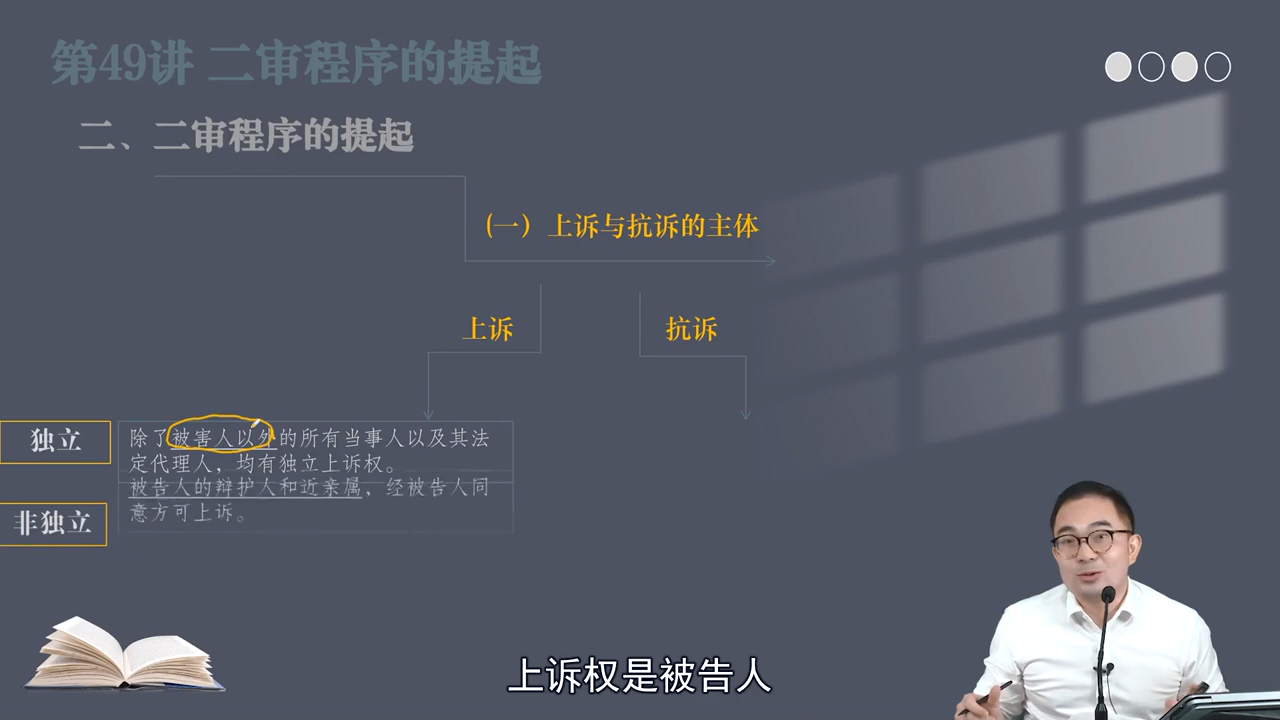 第49讲 二审程序的提起
二、二审程序的提起
(一) 上诉与抗诉的主体
上诉
抗诉
独立
除了被害人以外的所有当事人以及其法
定代理人，均有独立上诉权。
被告人的辩护人和近亲属，经被告人同
意方可上诉。
非独立
上诉权是被告人